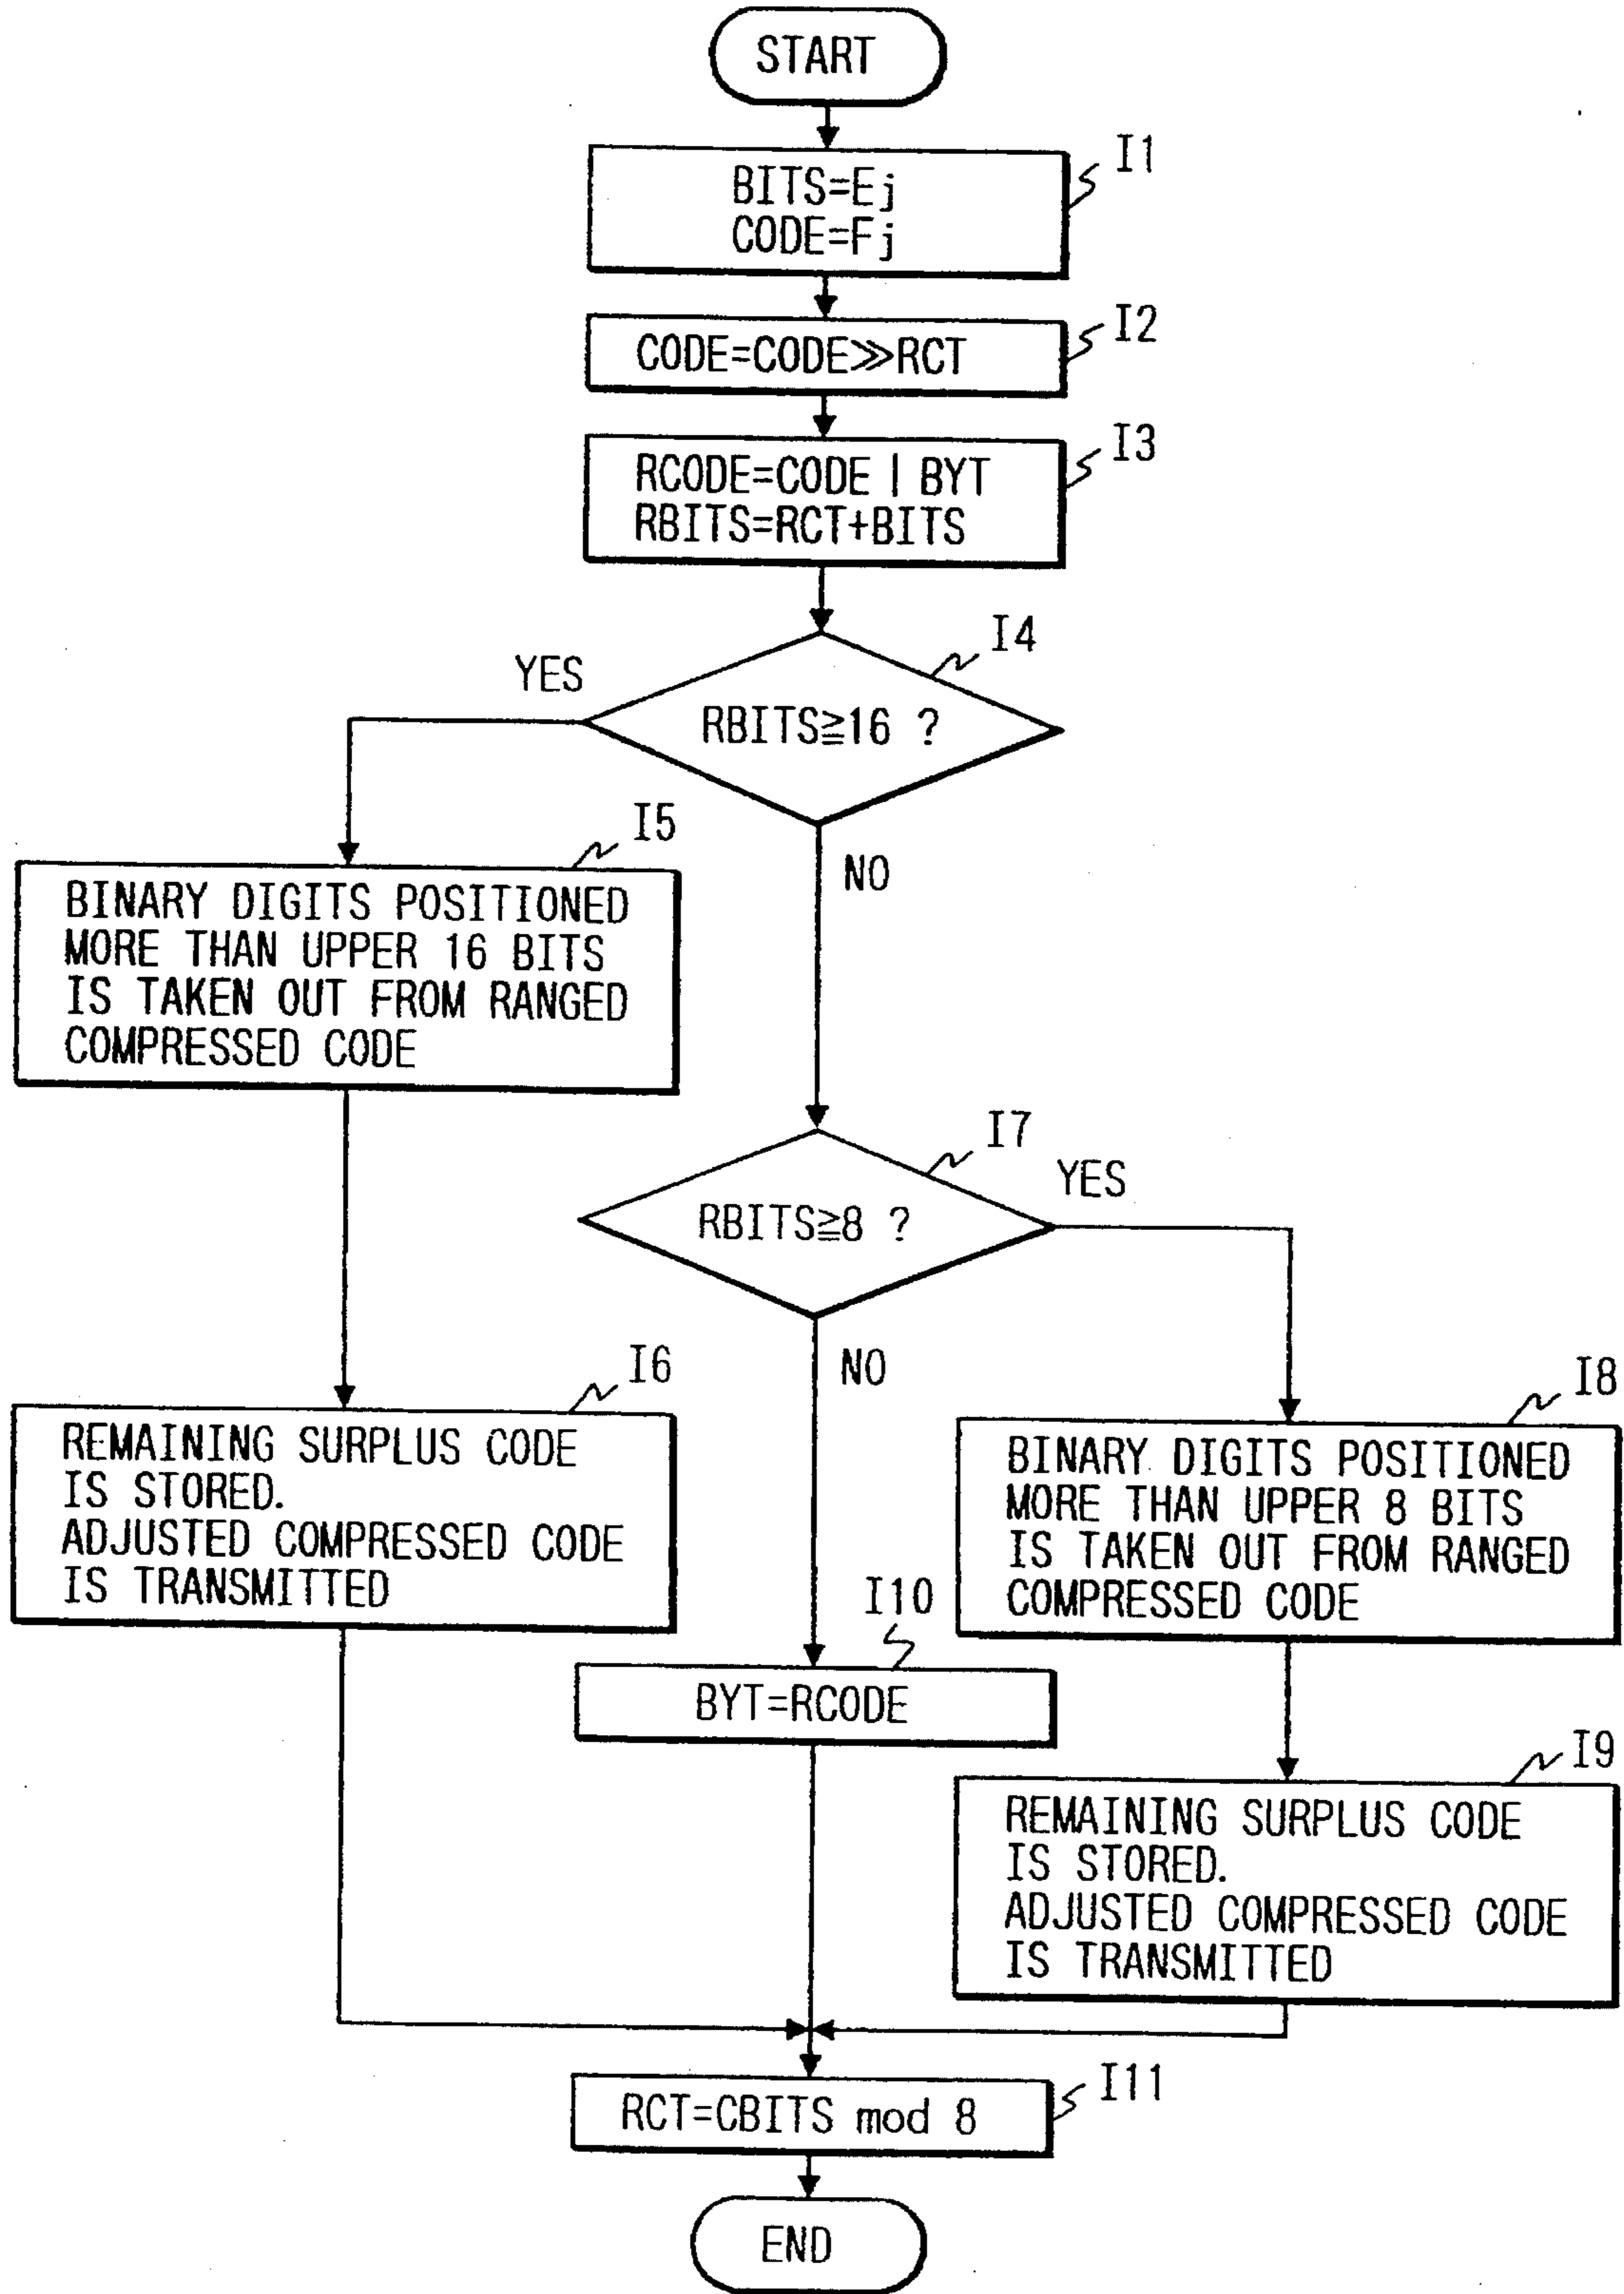 START
I1
BITS=Ej
CODE=Fj
I2
CODE=CODE≫RCT
I3
RCODE=CODE | BYT
RBITS=RCT+BITS
I4
YES
RBITS≧16 ?
NO
I5
BINARY DIGITS POSITIONED
MORE THAN UPPER 16 BITS
IS TAKEN OUT FROM RANGED
COMPRESSED CODE
I7
YES
RBITS≧8 ?
NO
I6
REMAINING SURPLUS CODE
IS STORED.
ADJUSTED COMPRESSED CODE
IS TRANSMITTED
I8
BINARY DIGITS POSITIONED
MORE THAN UPPER 8 BITS
IS TAKEN OUT FROM RANGED
COMPRESSED CODE
I10
BYT=RCODE
I9
REMAINING SURPLUS CODE
IS STORED.
ADJUSTED COMPRESSED CODE
IS TRANSMITTED
I11
RCT=CBITS mod 8
END